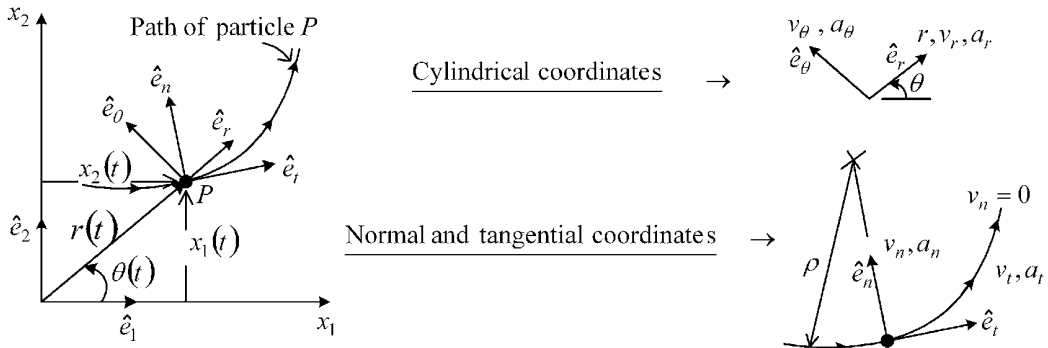 x₂
Path of particle P
ê_n
ê_0
ê_r
ê_t
x₂(t)
P
ê₂
r(t)
x₁(t)
θ(t)
ê₁
x₁
Cylindrical coordinates →
v_θ , a_θ
ê_θ
r, v_r, a_r
ê_r
θ
Normal and tangential coordinates →
v_n = 0
v_n, a_n
ρ
ê_n
v_t, a_t
ê_t